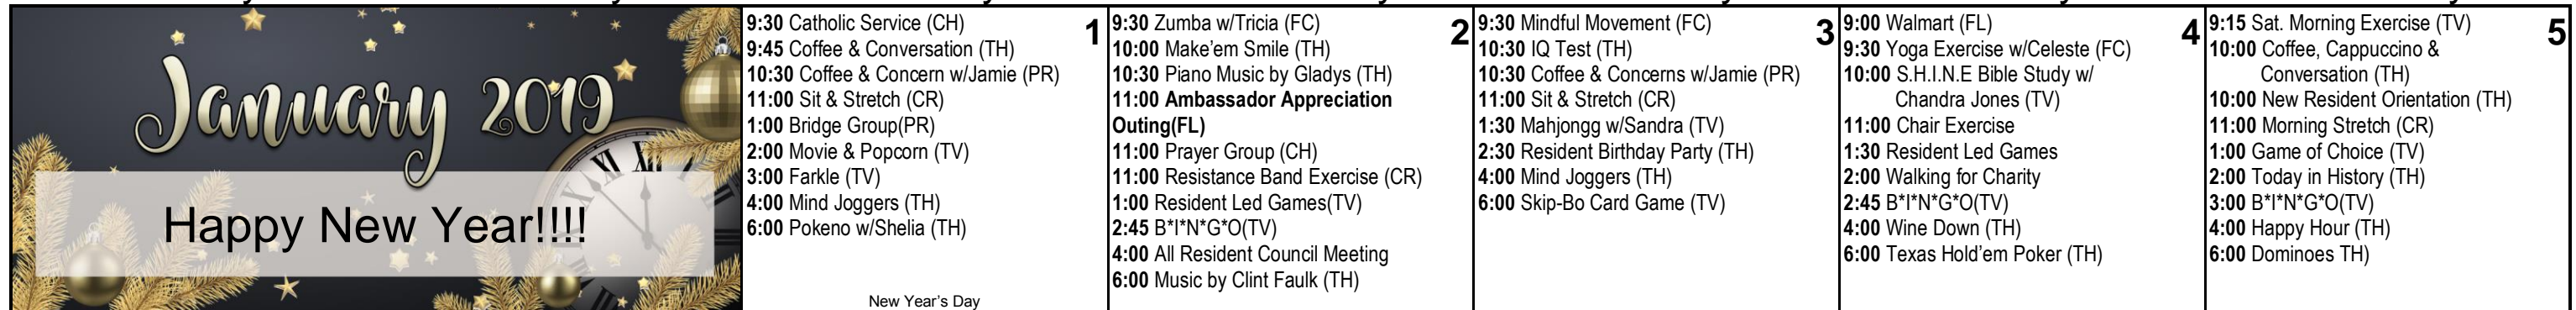 January 2019
Happy New Year!!!!
XI XII
1
9:30 Catholic Service (CH)
9:45 Coffee & Conversation (TH)
10:30 Coffee & Concern w/Jamie (PR)
11:00 Sit & Stretch (CR)
1:00 Bridge Group(PR)
2:00 Movie & Popcorn (TV)
3:00 Farkle (TV)
4:00 Mind Joggers (TH)
6:00 Pokeno w/Shelia (TH)
New Year's Day
2
9:30 Zumba w/Tricia (FC)
10:00 Make'em Smile (TH)
10:30 Piano Music by Gladys (TH)
11:00 Ambassador Appreciation
Outing(FL)
11:00 Prayer Group (CH)
11:00 Resistance Band Exercise (CR)
1:00 Resident Led Games(TV)
2:45 B*I*N*G*O(TV)
4:00 All Resident Council Meeting
6:00 Music by Clint Faulk (TH)
3
9:30 Mindful Movement (FC)
10:30 IQ Test (TH)
10:30 Coffee & Concerns w/Jamie (PR)
11:00 Sit & Stretch (CR)
1:30 Mahjongg w/Sandra (TV)
2:30 Resident Birthday Party (TH)
4:00 Mind Joggers (TH)
6:00 Skip-Bo Card Game (TV)
4
9:00 Walmart (FL)
9:30 Yoga Exercise w/Celeste (FC)
10:00 S.H.I.N.E Bible Study w/
Chandra Jones (TV)
11:00 Chair Exercise
1:30 Resident Led Games
2:00 Walking for Charity
2:45 B*I*N*G*O(TV)
4:00 Wine Down (TH)
6:00 Texas Hold'em Poker (TH)
5
9:15 Sat. Morning Exercise (TV)
10:00 Coffee, Cappuccino &
Conversation (TH)
10:00 New Resident Orientation (TH)
11:00 Morning Stretch (CR)
1:00 Game of Choice (TV)
2:00 Today in History (TH)
3:00 B*I*N*G*O(TV)
4:00 Happy Hour (TH)
6:00 Dominoes TH)